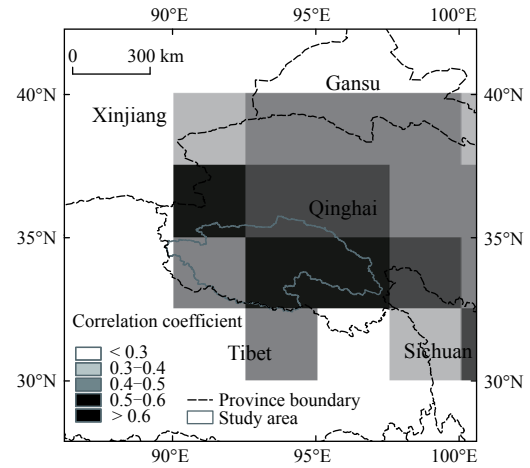 90°E 95°E 100°E
0 300 km
Gansu
40°N 40°N
Xinjiang
Qinghai
35°N 35°N
Correlation coefficient
< 0.3
0.3−0.4
0.4−0.5
0.5−0.6
> 0.6
Tibet
Sichuan
30°N 30°N
Province boundary
Study area
90°E 95°E 100°E